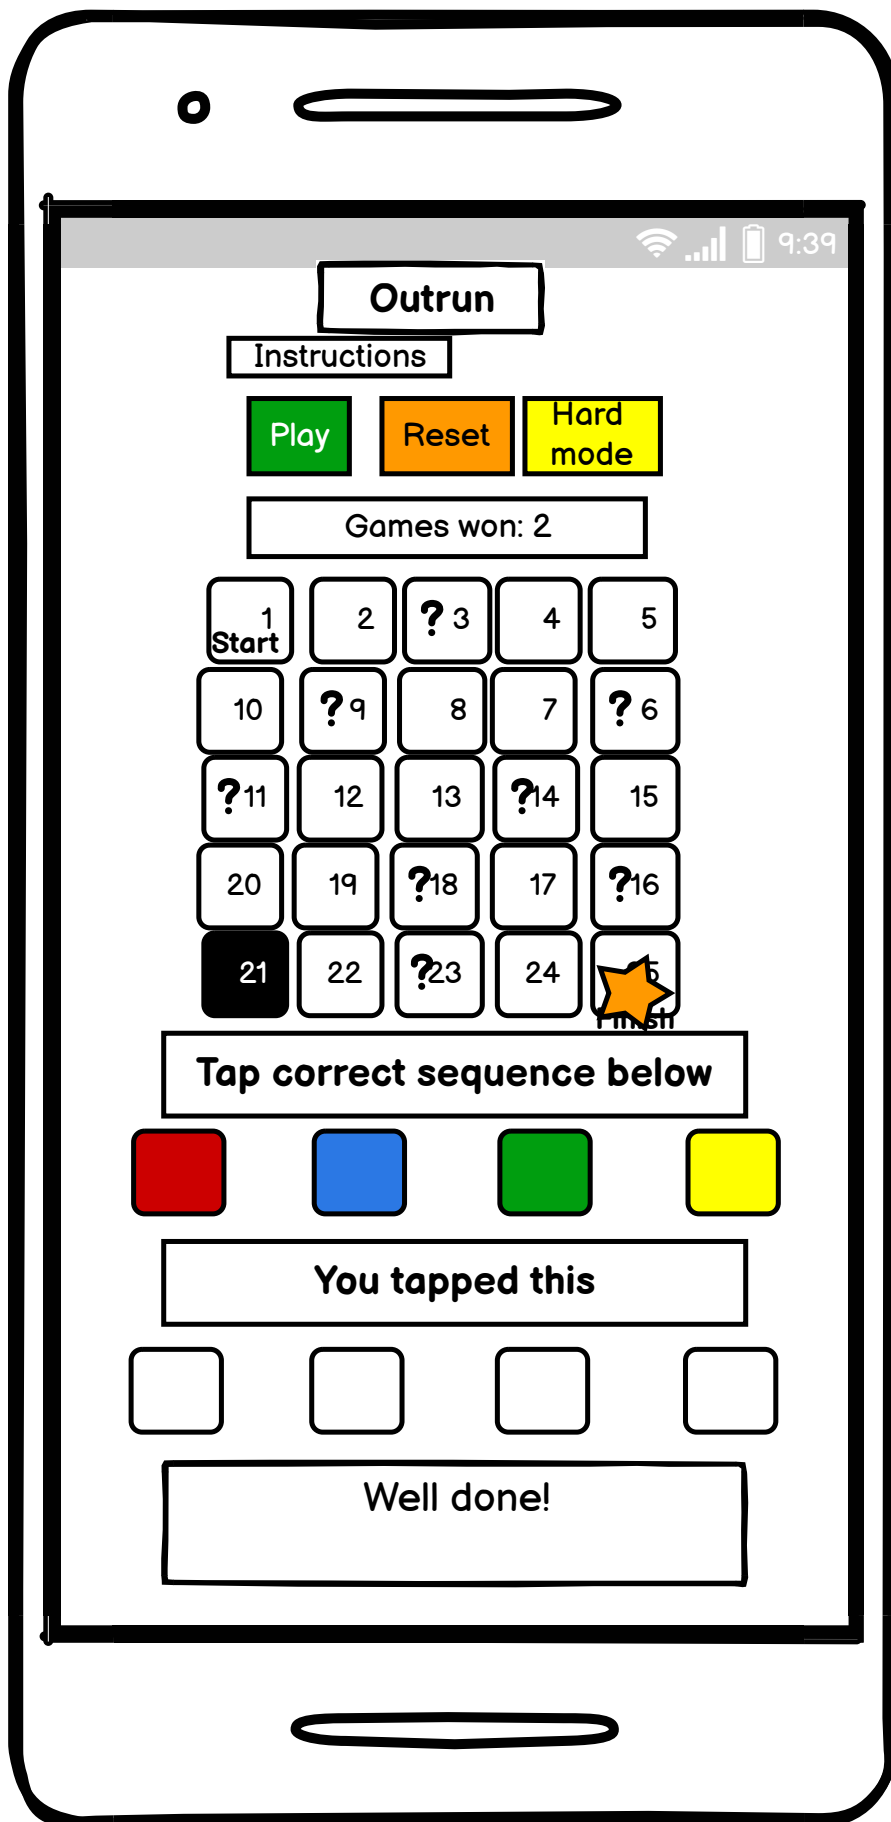 9:39
Outrun
Instructions
Play
Reset
Hard
mode
Games won: 2
1 2 ? 3 4 5
Start
10 ? 9 8 7 ? 6
? 11 12 13 ? 14 15
20 19 ? 18 17 ? 16
21 22 ? 23 24
Finish
Tap correct sequence below
You tapped this
Well done!